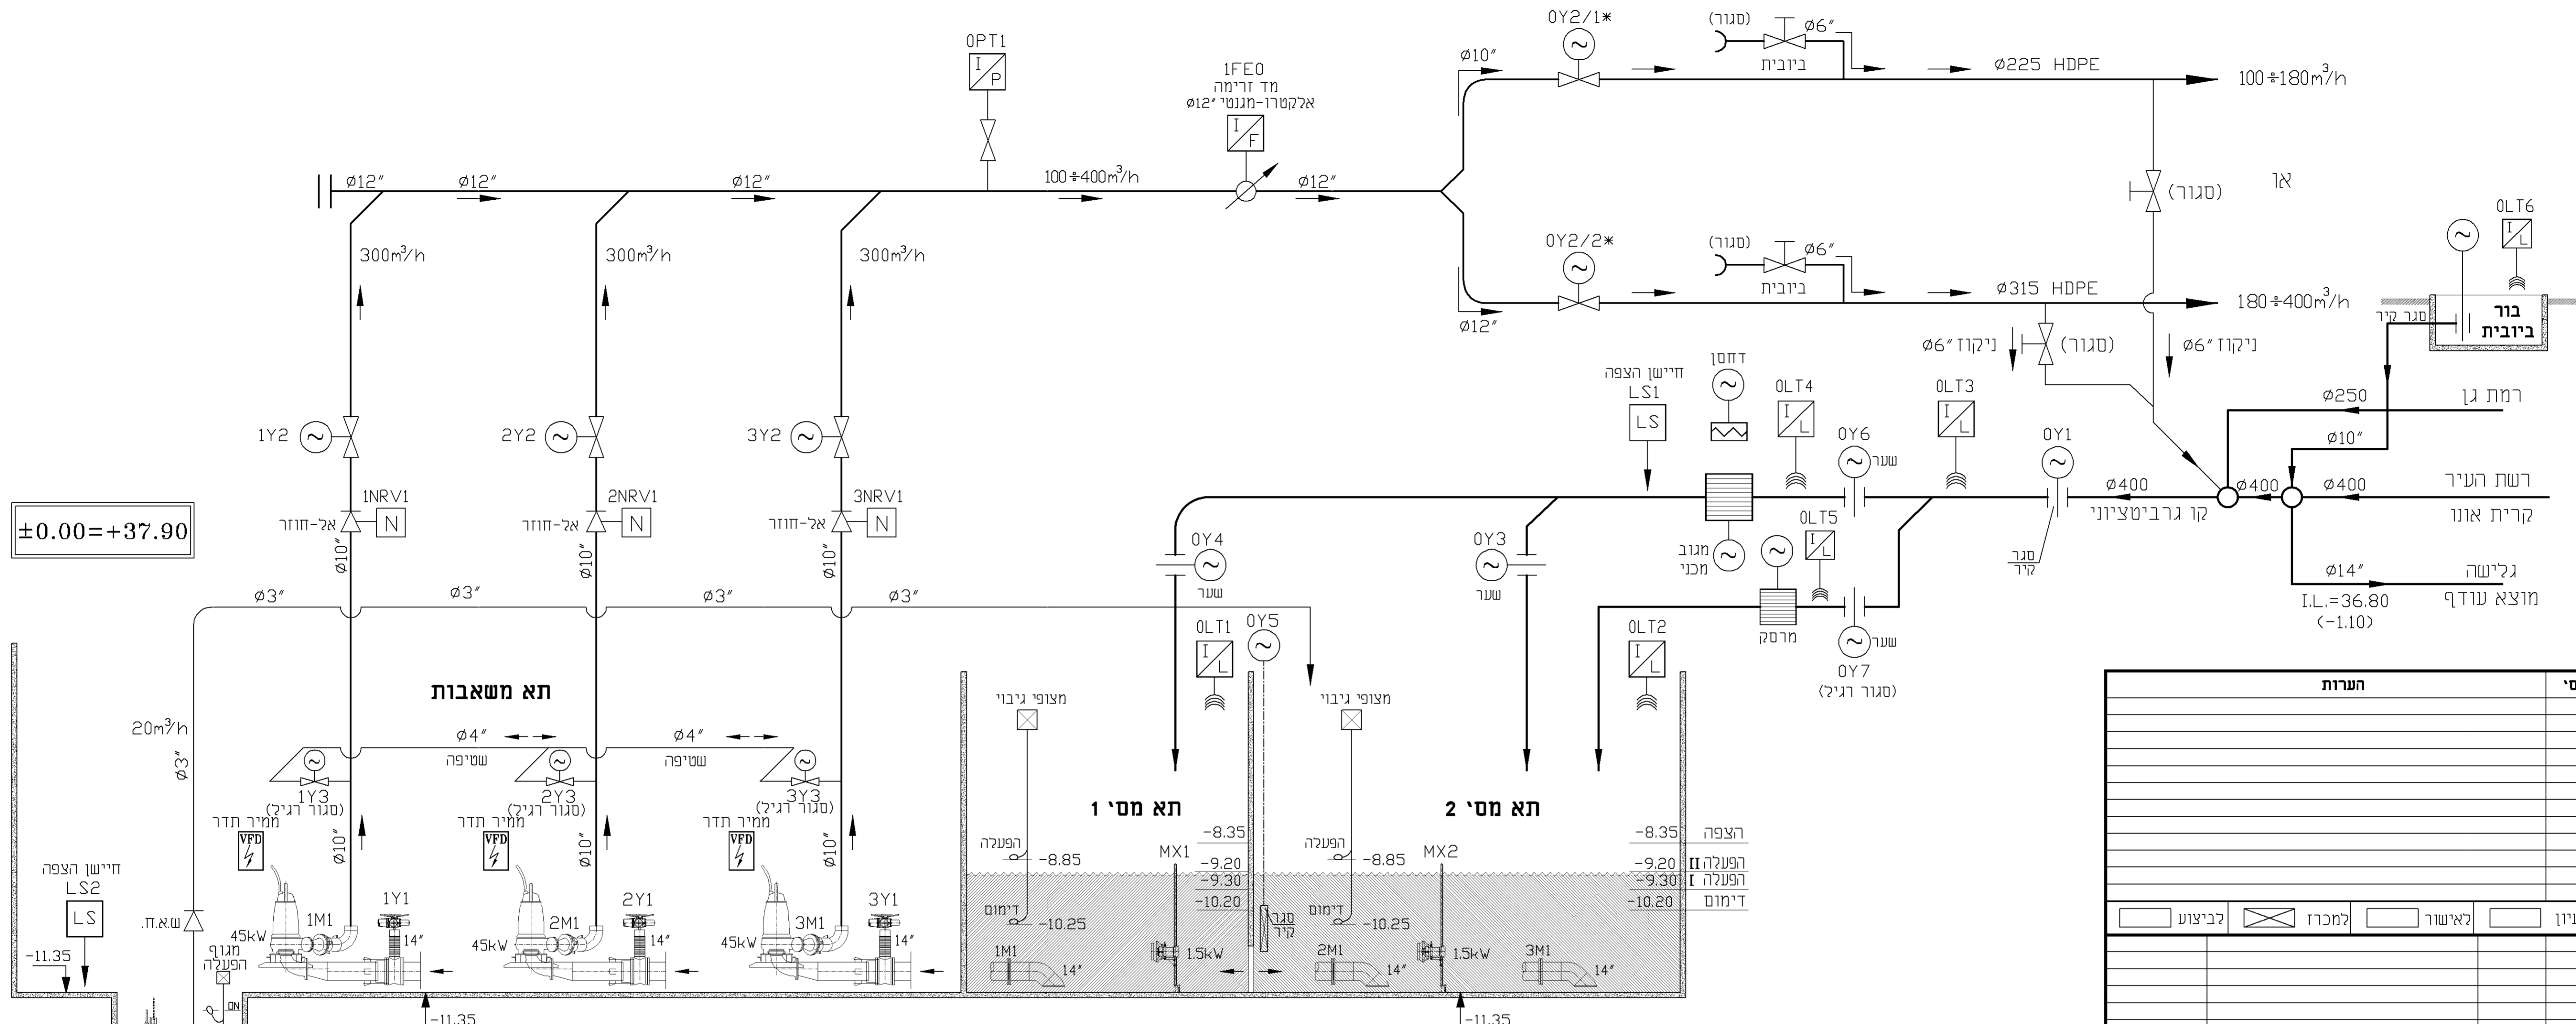 0Y2/1*
(סגור)
ø6"
ביובית
ø10"
ø225 HDPE
100÷180m³/h
0PT1
I/P
1FE0
מד זרימה
אלקטרו-מגנטי ø12"
I/F
ø12"
ø12"
ø12"
100÷400m³/h
ø12"
(סגור)
או
300m³/h
300m³/h
300m³/h
0Y2/2*
(סגור)
ø6"
ביובית
ø12"
ø315 HDPE
180÷400m³/h
0LT6
I/L
בור
ביובית
סגר קיר
ניקוז ø6"
(סגור)
ניקוז ø6"
חיישן הצפה
LS1
LS
דחסן
0LT4
I/L
0LT3
I/L
ø250
רמת גן
ø10"
1Y2
2Y2
3Y2
0Y6
שער
0Y1
ø400
ø400
ø400
רשת העיר
קרית אונו
קו גרביטציוני
±0.00=+37.90
1NRV1
אל-חוזר
N
2NRV1
אל-חוזר
N
3NRV1
אל-חוזר
N
ø10"
ø10"
ø10"
0Y4
שער
0Y3
שער
מגוב
מכני
0LT5
I/L
סגר
קיר
ø14"
גלישה
מוצא עודף
I.L.=36.80
(-1.10)
ø3"
ø3"
ø3"
ø3"
0LT1
I/L
0Y5
0LT2
I/L
מרסק
שער
0Y7
(סגור רגיל)
תא משאבות
מצופי גיבוי
מצופי גיבוי
הערות
20m³/h
ø3"
ø4"
שטיפה
ø4"
שטיפה
1Y3
(סגור רגיל)
2Y3
(סגור רגיל)
3Y3
(סגור רגיל)
תא מס' 1
תא מס' 2
ממיר תדר
VFD
ממיר תדר
VFD
ממיר תדר
VFD
ø10"
ø10"
ø10"
הפעלה
-8.85
MX1
-8.35
-9.20
-9.30
-10.20
הפעלה
-8.85
MX2
-8.35 הצפה
-9.20 הפעלה II
-9.30 הפעלה I
-10.20 דימום
חיישן הצפה
LS2
LS
-11.35
ש.א.ח.
מגוף
הפעלה
ON
1M1
45kW
1Y1
14"
2M1
45kW
2Y1
14"
3M1
45kW
3Y1
14"
דימום
-10.25
1M1
14"
1.5kW
סגר
קיר
דימום
-10.25
2M1
14"
1.5kW
3M1
14"
לביצוע
למכרז
לאישור
-11.35
-11.35